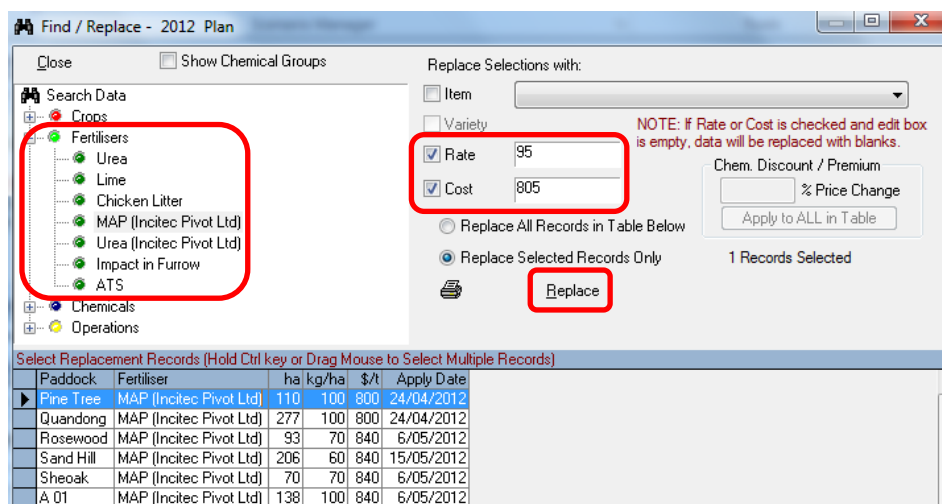 Find / Replace - 2012 Plan
Close
Show Chemical Groups
Search Data
Crops
Fertilisers
Urea
Lime
Chicken Litter
MAP (Incitec Pivot Ltd)
Urea (Incitec Pivot Ltd)
Impact in Furrow
ATS
Chemicals
Operations
Replace Selections with:
Item
Variety
NOTE: If Rate or Cost is checked and edit box
is empty, data will be replaced with blanks.
Rate 95
Cost 805
Chem. Discount / Premium
% Price Change
Apply to ALL in Table
Replace All Records in Table Below
Replace Selected Records Only
1 Records Selected
Replace
Select Replacement Records (Hold Ctrl key or Drag Mouse to Select Multiple Records)
Paddock Fertiliser ha kg/ha $/t Apply Date
Pine Tree MAP (Incitec Pivot Ltd) 110 100 800 24/04/2012
Quandong MAP (Incitec Pivot Ltd) 277 100 800 24/04/2012
Rosewood MAP (Incitec Pivot Ltd) 93 70 840 6/05/2012
Sand Hill MAP (Incitec Pivot Ltd) 206 60 840 15/05/2012
Sheoak MAP (Incitec Pivot Ltd) 70 70 840 6/05/2012
A 01 MAP (Incitec Pivot Ltd) 138 100 840 6/05/2012